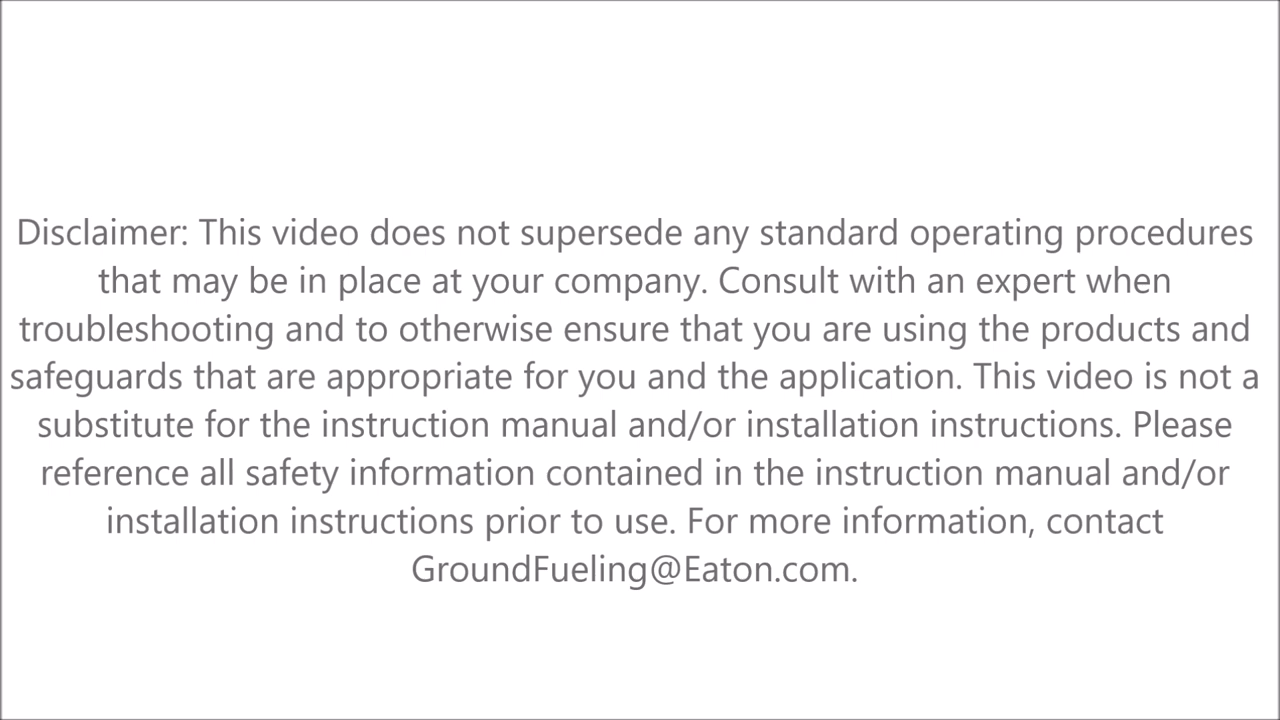 Disclaimer: This video does not supersede any standard operating procedures
that may be in place at your company. Consult with an expert when
troubleshooting and to otherwise ensure that you are using the products and
safeguards that are appropriate for you and the application. This video is not a
substitute for the instruction manual and/or installation instructions. Please
reference all safety information contained in the instruction manual and/or
installation instructions prior to use. For more information, contact
GroundFueling@Eaton.com.